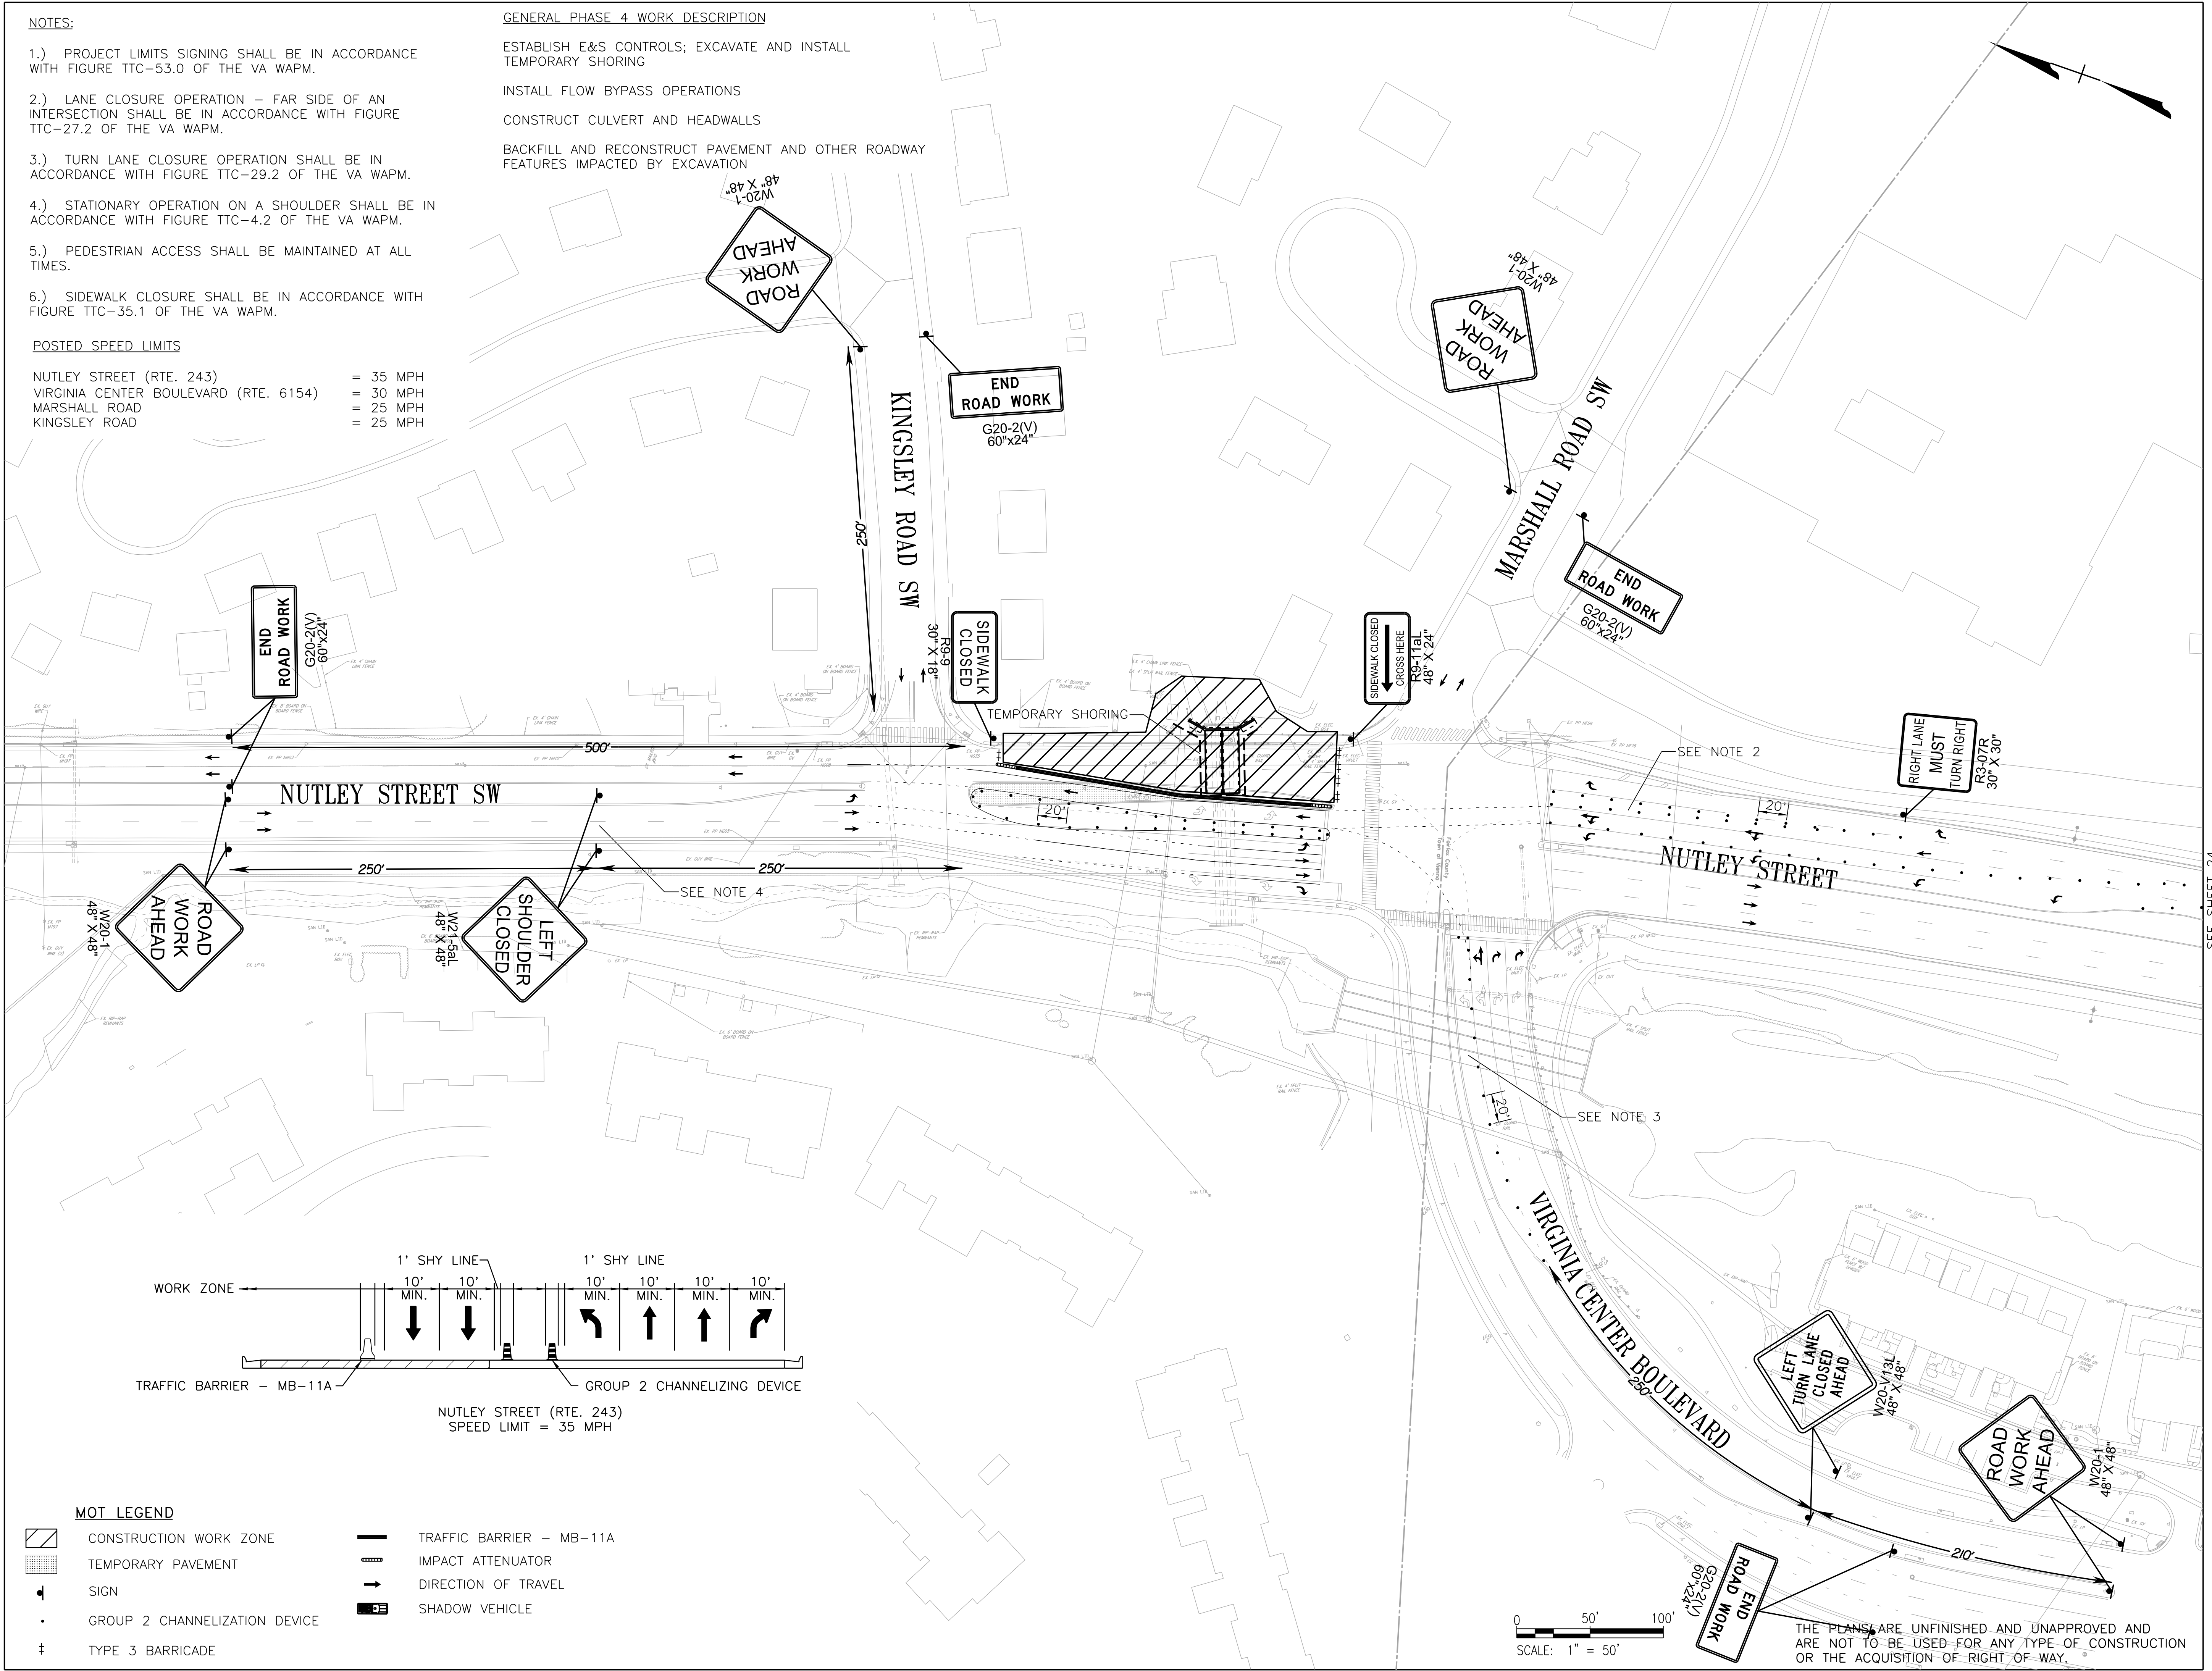 NOTES:
1.) PROJECT LIMITS SIGNING SHALL BE IN ACCORDANCE
WITH FIGURE TTC-53.0 OF THE VA WAPM.
2.) LANE CLOSURE OPERATION - FAR SIDE OF AN
INTERSECTION SHALL BE IN ACCORDANCE WITH FIGURE
TTC-27.2 OF THE VA WAPM.
3.) TURN LANE CLOSURE OPERATION SHALL BE IN
ACCORDANCE WITH FIGURE TTC-29.2 OF THE VA WAPM.
4.) STATIONARY OPERATION ON A SHOULDER SHALL BE IN
ACCORDANCE WITH FIGURE TTC-4.2 OF THE VA WAPM.
5.) PEDESTRIAN ACCESS SHALL BE MAINTAINED AT ALL
TIMES.
6.) SIDEWALK CLOSURE SHALL BE IN ACCORDANCE WITH
FIGURE TTC-35.1 OF THE VA WAPM.
POSTED SPEED LIMITS
NUTLEY STREET (RTE. 243) = 35 MPH
VIRGINIA CENTER BOULEVARD (RTE. 6154) = 30 MPH
MARSHALL ROAD = 25 MPH
KINGSLEY ROAD = 25 MPH
GENERAL PHASE 4 WORK DESCRIPTION
ESTABLISH E&S CONTROLS; EXCAVATE AND INSTALL
TEMPORARY SHORING
INSTALL FLOW BYPASS OPERATIONS
CONSTRUCT CULVERT AND HEADWALLS
BACKFILL AND RECONSTRUCT PAVEMENT AND OTHER ROADWAY
FEATURES IMPACTED BY EXCAVATION
W20-1
48" X 48"
ROAD
WORK
AHEAD
KINGSLEY ROAD SW
250'
END
ROAD WORK
G20-2(V)
60"x24"
W20-1
48" X 48"
ROAD
WORK
AHEAD
MARSHALL ROAD SW
END
ROAD WORK
G20-2(V)
60"x24"
END
ROAD WORK
G20-2(V)
60"x24"
SIDEWALK
CLOSED
R9-9
30" X 18"
SIDEWALK CLOSED
CROSS HERE
R9-11aL
48" X 24"
TEMPORARY SHORING
500'
NUTLEY STREET SW
20'
SEE NOTE 2
RIGHT LANE
MUST
TURN RIGHT
R3-07R
30" X 30"
20'
NUTLEY STREET
SEE SHEET 24
Fairfax County
Town of Vienna
250'
250'
SEE NOTE 4
ROAD
WORK
AHEAD
W20-1
48" X 48"
LEFT
SHOULDER
CLOSED
W21-5aL
48" X 48"
SEE NOTE 3
20'
VIRGINIA CENTER BOULEVARD
250'
LEFT
TURN LANE
CLOSED
AHEAD
W20-V13L
48" X 48"
ROAD
WORK
AHEAD
W20-1
48" X 48"
210'
END
ROAD WORK
G20-2(V)
60"x24"
1' SHY LINE
1' SHY LINE
WORK ZONE
10'
MIN.
10'
MIN.
10'
MIN.
10'
MIN.
10'
MIN.
10'
MIN.
TRAFFIC BARRIER - MB-11A
GROUP 2 CHANNELIZING DEVICE
NUTLEY STREET (RTE. 243)
SPEED LIMIT = 35 MPH
MOT LEGEND
CONSTRUCTION WORK ZONE
TEMPORARY PAVEMENT
SIGN
GROUP 2 CHANNELIZATION DEVICE
TYPE 3 BARRICADE
TRAFFIC BARRIER - MB-11A
IMPACT ATTENUATOR
DIRECTION OF TRAVEL
SHADOW VEHICLE
0 50' 100'
SCALE: 1" = 50'
THE PLANS ARE UNFINISHED AND UNAPPROVED AND
ARE NOT TO BE USED FOR ANY TYPE OF CONSTRUCTION
OR THE ACQUISITION OF RIGHT OF WAY.